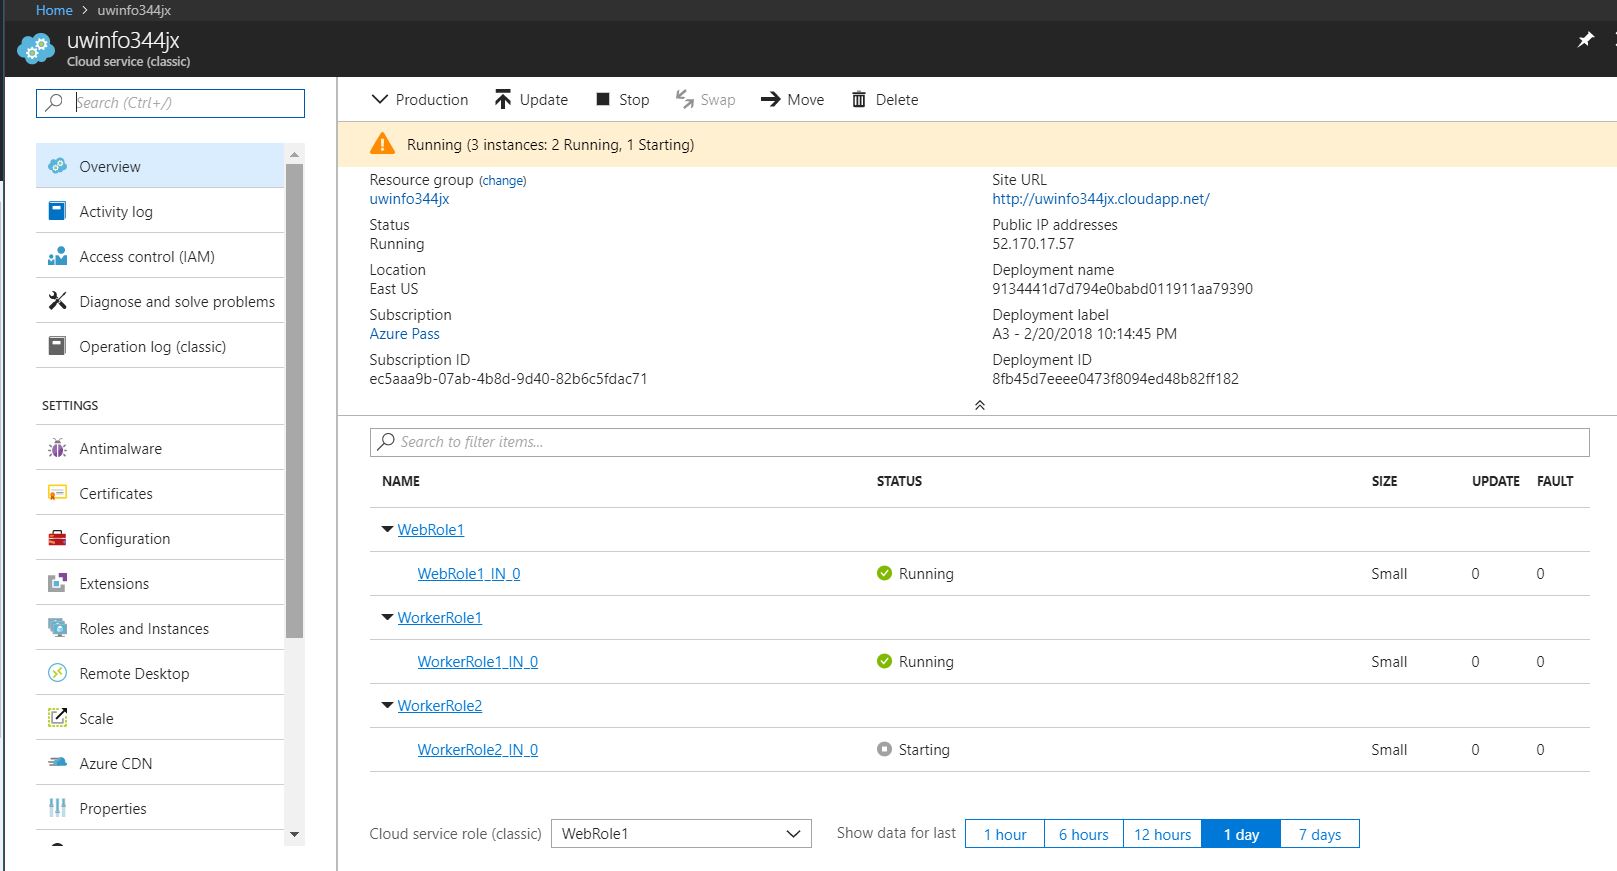 Home > uwinfo344jx
uwinfo344jx
Cloud service (classic)
Search (Ctrl+/)
Overview
Activity log
Access control (IAM)
Diagnose and solve problems
Operation log (classic)
SETTINGS
Antimalware
Certificates
Configuration
Extensions
Roles and Instances
Remote Desktop
Scale
Azure CDN
Properties
Production Update Stop Swap Move Delete
Running (3 instances: 2 Running, 1 Starting)
Resource group (change)
uwinfo344jx
Status
Running
Location
East US
Subscription
Azure Pass
Subscription ID
ec5aaa9b-07ab-4b8d-9d40-82b6c5fdac71
Site URL
http://uwinfo344jx.cloudapp.net/
Public IP addresses
52.170.17.57
Deployment name
9134441d7d794e0babd011911aa79390
Deployment label
A3 - 2/20/2018 10:14:45 PM
Deployment ID
8fb45d7eeee0473f8094ed48b82ff182
Search to filter items...
NAME STATUS SIZE UPDATE FAULT
WebRole1
WebRole1_IN_0 Running Small 0 0
WorkerRole1
WorkerRole1_IN_0 Running Small 0 0
WorkerRole2
WorkerRole2_IN_0 Starting Small 0 0
Cloud service role (classic) WebRole1 Show data for last 1 hour 6 hours 12 hours 1 day 7 days